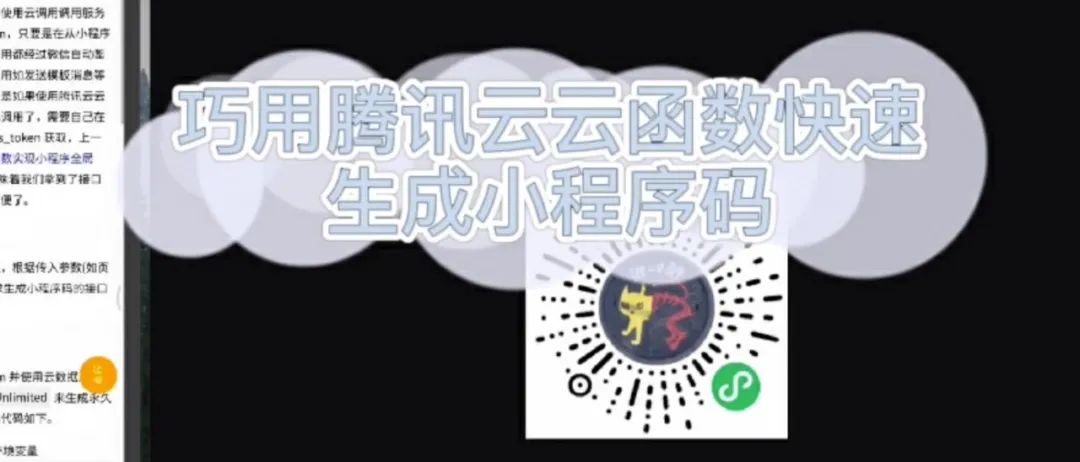 使用云调用调用服务
n，只要是在从小程序
用都经过微信自动鉴
用如发送模板消息等
是如果使用腾讯云云
调用了，需要自己在
s_token 获取，上一
数实现小程序全局
味着我们拿到了接口
便了。
，根据传入参数(如页
生成小程序码的接口
n 并使用云数据
Unlimited 来生成永久
代码如下。
环境变量
巧用腾讯云云函数快速
生成小程序码